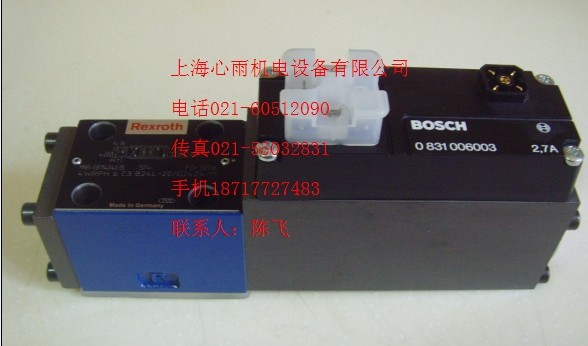 上海心雨机电设备有限公司
电话021-60512090
Rexroth
BOSCH
0 831 006003 2,7A
传真021-53032831
手机18717727483
Made in Germany
联系人：陈飞